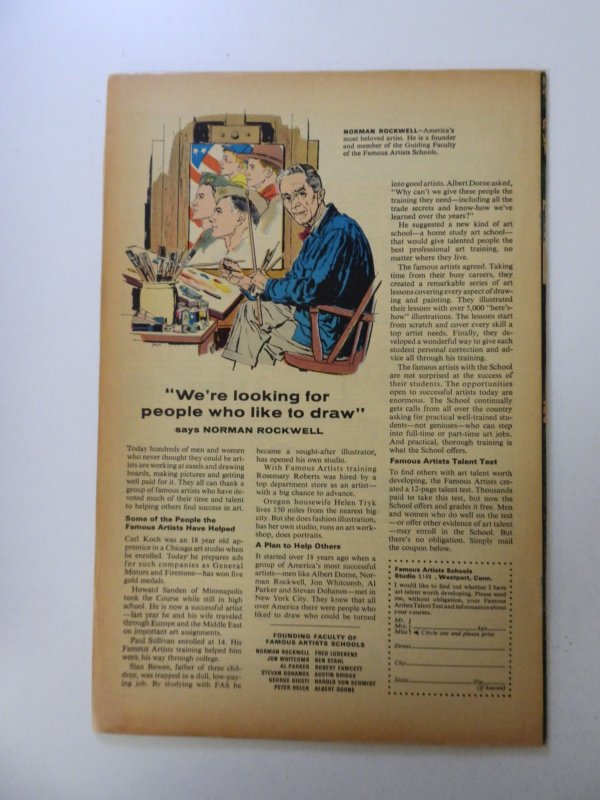 NORMAN ROCKWELL—America's
most beloved artist. He is a founder
and member of the Guiding Faculty
of the Famous Artists Schools.
"We're looking for
people who like to draw"
says NORMAN ROCKWELL
Today hundreds of men and women
who never thought they could be art-
ists are working at easels and drawing
boards, making pictures and getting
well paid for it. They all can thank a
group of famous artists who have de-
voted much of their time and talent
to helping others find success in art.
Some of the People the
Famous Artists Have Helped
Carl Koch was an 18 year old ap-
prentice in a Chicago art studio when
he enrolled. Today he prepares ads
for such companies as General
Motors and Firestone—has won five
gold medals.
Howard Sanden of Minneapolis
took the Course while still in high
school. He is now a successful artist
—last year he and his wife traveled
through Europe and the Middle East
on important art assignments.
Paul Sullivan enrolled at 14. His
Famous Artists training helped him
work his way through college.
Stan Bowen, father of three chil-
dren, was trapped in a dull, low-pay-
ing job. By studying with FAS he
became a sought-after illustrator,
has opened his own studio.
With Famous Artists training
Rosemary Roberts was hired by a
top department store as an artist—
with a big chance to advance.
Oregon housewife Helen Tryk
lives 150 miles from the nearest big
city. But she does fashion illustration,
has her own studio, runs an art work-
shop, does portraits.
A Plan to Help Others
It started over 18 years ago when a
group of America's most successful
artists—men like Albert Dorne, Nor-
man Rockwell, Jon Whitcomb, Al
Parker and Stevan Dohanos—met in
New York City. They knew that all
over America there were people who
liked to draw who could be turned
FOUNDING FACULTY OF
FAMOUS ARTISTS SCHOOLS
NORMAN ROCKWELL FRED LUDEKENS
JON WHITCOMB BEN STAHL
AL PARKER ROBERT FAWCETT
STEVAN DOHANOS AUSTIN BRIGGS
GEORGE GIUSTI HAROLD VON SCHMIDT
PETER HELCK ALBERT DORNE
into good artists. Albert Dorne asked,
"Why can't we give these people the
training they need—including all the
trade secrets and know-how we've
learned over the years?"
He suggested a new kind of art
school—a home study art school—
that would give talented people the
best professional art training, no
matter where they live.
The famous artists agreed. Taking
time from their busy careers, they
created a remarkable series of art
lessons covering every aspect of draw-
ing and painting. They illustrated
their lessons with over 5,000 "here's-
how" illustrations. The lessons start
from scratch and cover every skill a
top artist needs. Finally, they de-
veloped a wonderful way to give each
student personal correction and ad-
vice all through his training.
The famous artists with the School
are not surprised at the success of
their students. The opportunities
open to successful artists today are
enormous. The School continually
gets calls from all over the country
asking for practical well-trained stu-
dents—not geniuses—who can step
into full-time or part-time art jobs.
And practical, thorough training is
what the School offers.
Famous Artists Talent Test
To find others with art talent worth
developing, the Famous Artists cre-
ated a 12-page talent test. Thousands
paid to take this test, but now the
School offers and grades it free. Men
and women who do well on the test
—or offer other evidence of art talent
—may enroll in the School. But
there's no obligation. Simply mail
the coupon below.
Famous Artists Schools
Studio 5149, Westport, Conn.
I would like to find out whether I have
art talent worth developing. Please send
me, without obligation, your Famous
Artists Talent Test and information about
your courses.
Mr.
Mrs. Age
Miss Circle one and please print
Street
City
State Zip
(if known)